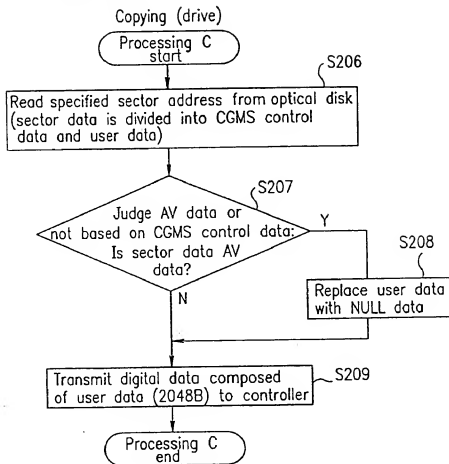 Copying (drive)
Processing C
start
S206
Read specified sector address from optical disk
(sector data is divided into CGMS control
data and user data)
S207
Judge AV data or
not based on CGMS control data:
Is sector data AV
data?
Y
S208
Replace user data
with NULL data
N
S209
Transmit digital data composed
of user data (2048B) to controller
Processing C
end